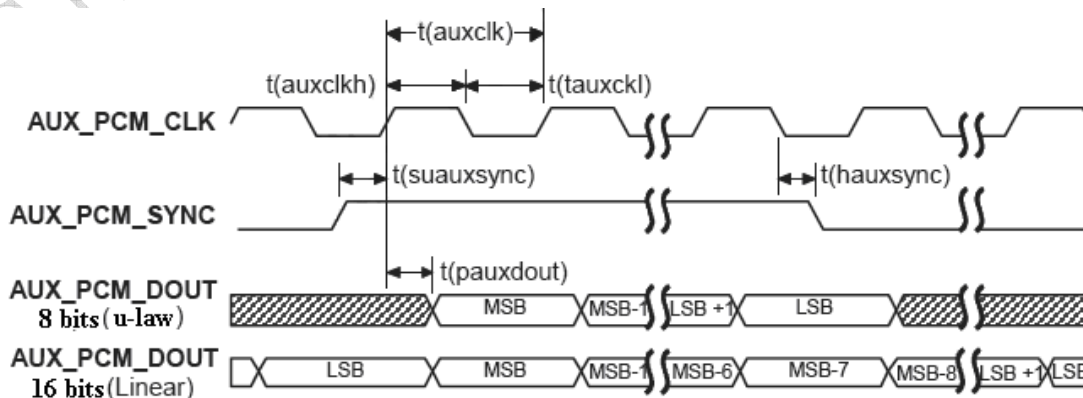 t(auxclk)
t(auxclkh) t(tauxckl)
AUX_PCM_CLK
t(suauxsync) t(hauxsync)
AUX_PCM_SYNC
t(pauxdout)
AUX_PCM_DOUT
8 bits(u-law)
MSB MSB-1 LSB +1 LSB
AUX_PCM_DOUT
16 bits(Linear)
LSB MSB MSB-1 MSB-6 MSB-7 MSB-8 LSB +1 LSB